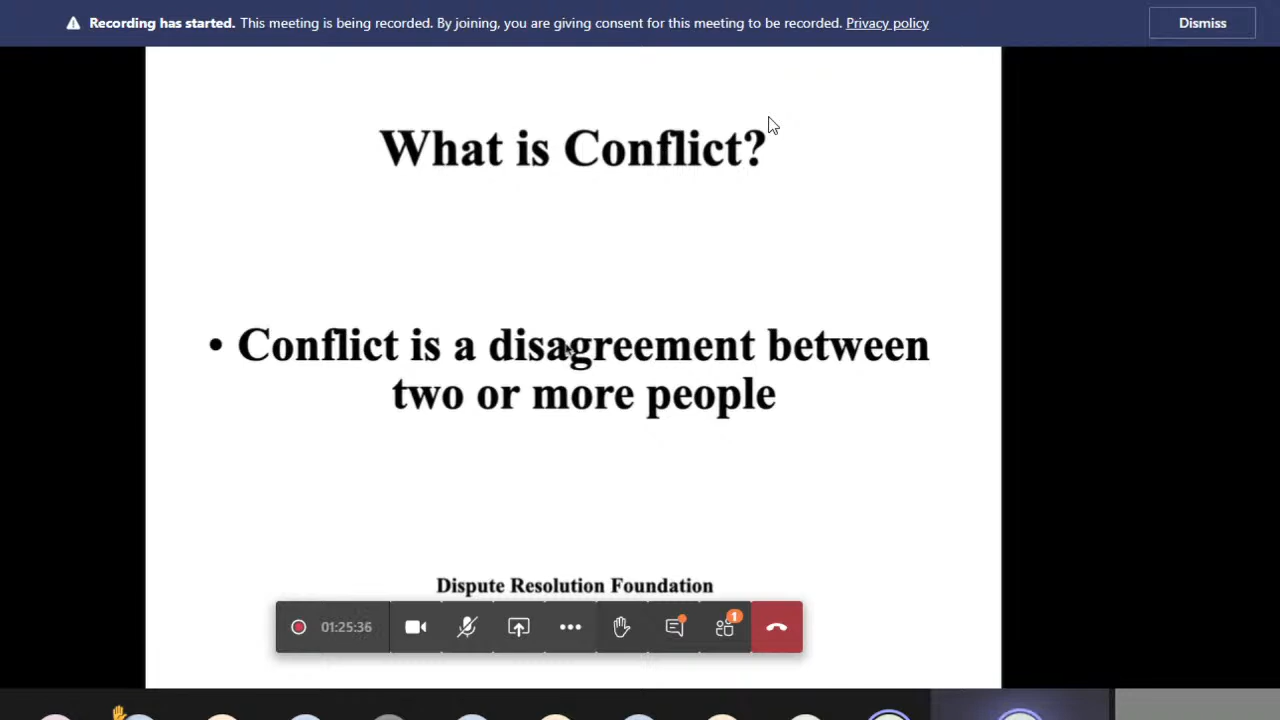 Recording has started. This meeting is being recorded. By joining, you are giving consent for this meeting to be recorded. Privacy policy
Dismiss
What is Conflict?
• Conflict is a disagreement between
two or more people
Dispute Resolution Foundation
01:25:36
1